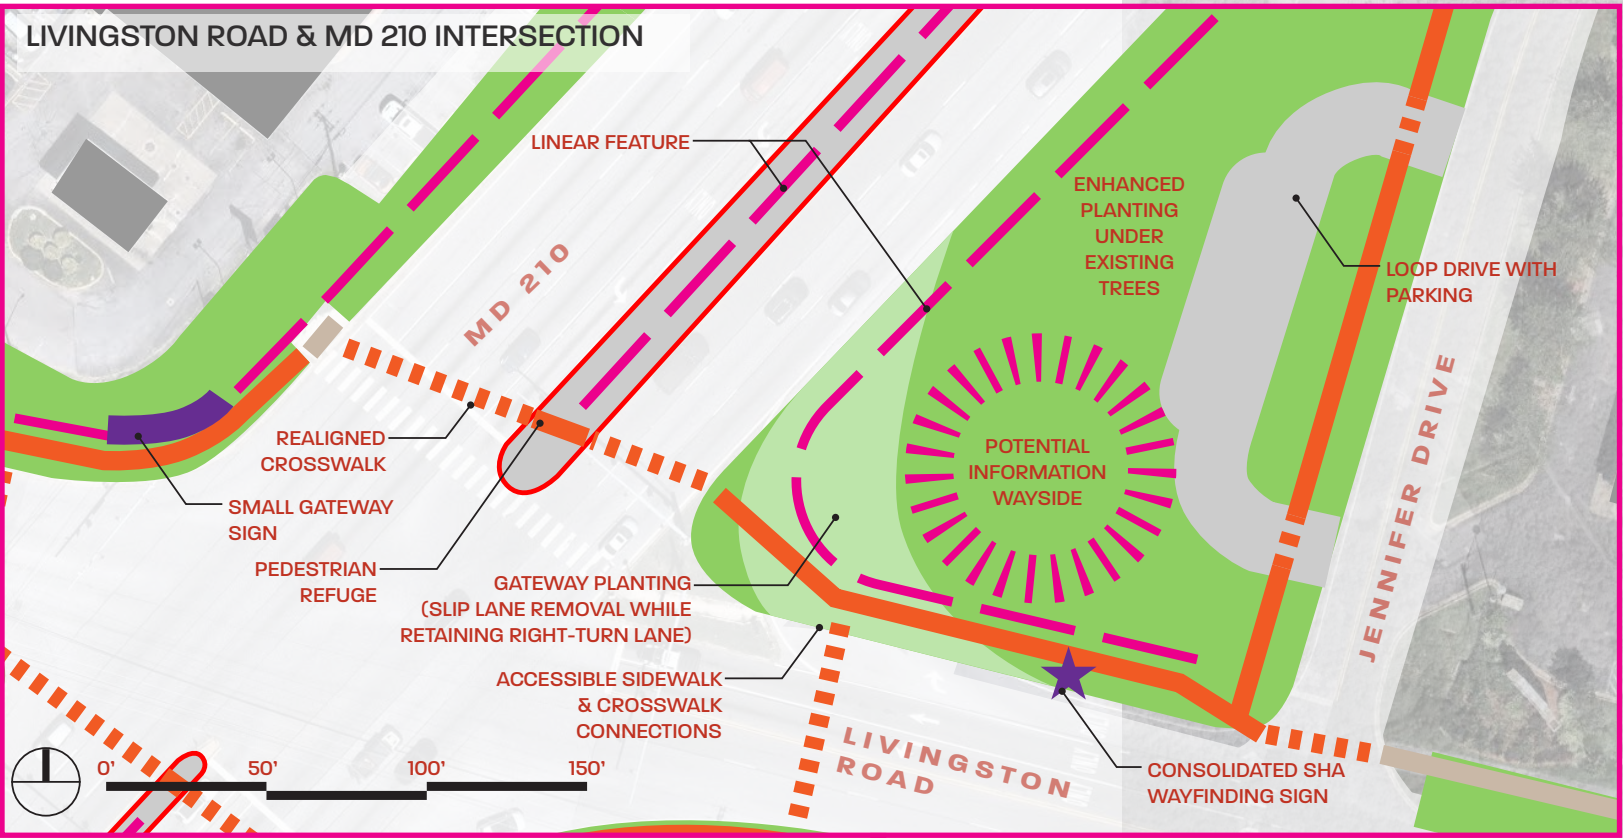 LIVINGSTON ROAD & MD 210 INTERSECTION
LINEAR FEATURE
ENHANCED
PLANTING
UNDER
EXISTING
TREES
MD 210
LOOP DRIVE WITH
PARKING
REALIGNED
CROSSWALK
POTENTIAL
INFORMATION
WAYSIDE
JENNIFER DRIVE
SMALL GATEWAY
SIGN
PEDESTRIAN
REFUGE
GATEWAY PLANTING
(SLIP LANE REMOVAL WHILE
RETAINING RIGHT-TURN LANE)
ACCESSIBLE SIDEWALK
& CROSSWALK
CONNECTIONS
LIVINGSTON
ROAD
CONSOLIDATED SHA
WAYFINDING SIGN
0' 50' 100' 150'